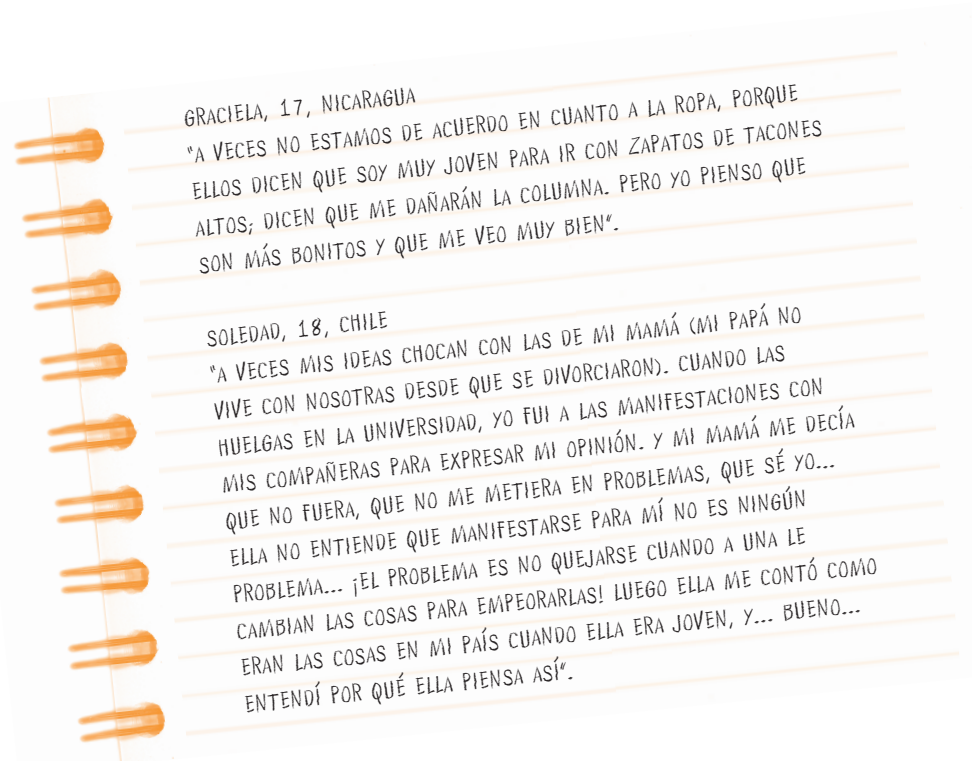 GRACIELA, 17, NICARAGUA
"A VECES NO ESTAMOS DE ACUERDO EN CUANTO A LA ROPA, PORQUE
ELLOS DICEN QUE SOY MUY JOVEN PARA IR CON ZAPATOS DE TACONES
ALTOS; DICEN QUE ME DAÑARÁN LA COLUMNA. PERO YO PIENSO QUE
SON MÁS BONITOS Y QUE ME VEO MUY BIEN".
SOLEDAD, 18, CHILE
"A VECES MIS IDEAS CHOCAN CON LAS DE MI MAMÁ (MI PAPÁ NO
VIVE CON NOSOTRAS DESDE QUE SE DIVORCIARON). CUANDO LAS
HUELGAS EN LA UNIVERSIDAD, YO FUI A LAS MANIFESTACIONES CON
MIS COMPAÑERAS PARA EXPRESAR MI OPINIÓN. Y MI MAMÁ ME DECÍA
QUE NO FUERA, QUE NO ME METIERA EN PROBLEMAS, QUE SÉ YO...
ELLA NO ENTIENDE QUE MANIFESTARSE PARA MÍ NO ES NINGÚN
PROBLEMA... ¡EL PROBLEMA ES NO QUEJARSE CUANDO A UNA LE
CAMBIAN LAS COSAS PARA EMPEORARLAS! LUEGO ELLA ME CONTÓ COMO
ERAN LAS COSAS EN MI PAÍS CUANDO ELLA ERA JOVEN, Y... BUENO...
ENTENDÍ POR QUÉ ELLA PIENSA ASÍ".